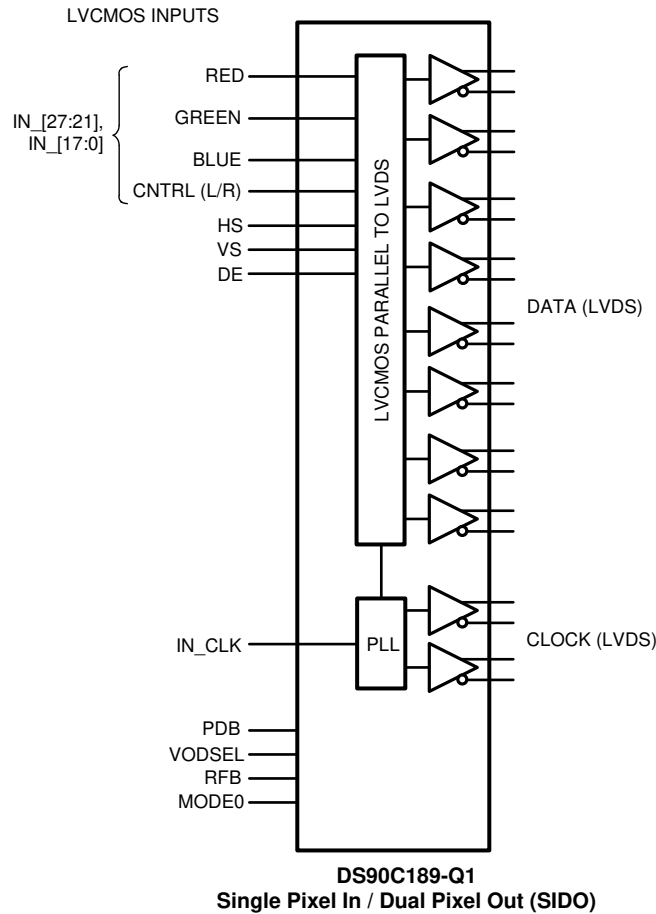 LVCMOS INPUTS
RED
GREEN
IN_[27:21],
IN_[17:0]
BLUE
CNTRL (L/R)
HS
VS
DE
LVCMOS PARALLEL TO LVDS
DATA (LVDS)
IN_CLK
PLL
CLOCK (LVDS)
PDB
VODSEL
RFB
MODE0
DS90C189-Q1
Single Pixel In / Dual Pixel Out (SIDO)